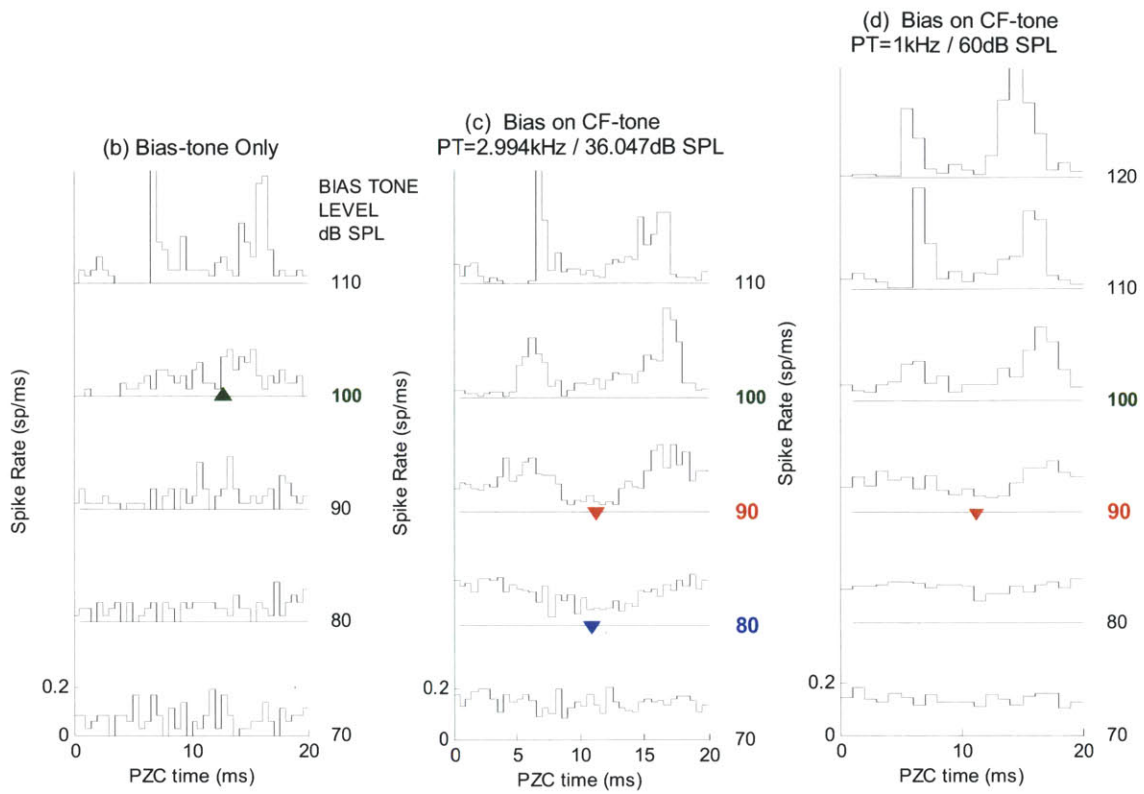 (d) Bias on CF-tone
PT=1kHz / 60dB SPL
(c) Bias on CF-tone
PT=2.994kHz / 36.047dB SPL
(b) Bias-tone Only
BIAS TONE
LEVEL
dB SPL
Spike Rate (sp/ms)
110
100
90
80
70
0.2
0
0
10
20
PZC time (ms)
Spike Rate (sp/ms)
110
100
90
80
70
0.2
0
0
5
10
15
20
PZC time (ms)
Spike Rate (sp/ms)
120
110
100
90
80
70
0.2
0
0
10
20
PZC time (ms)